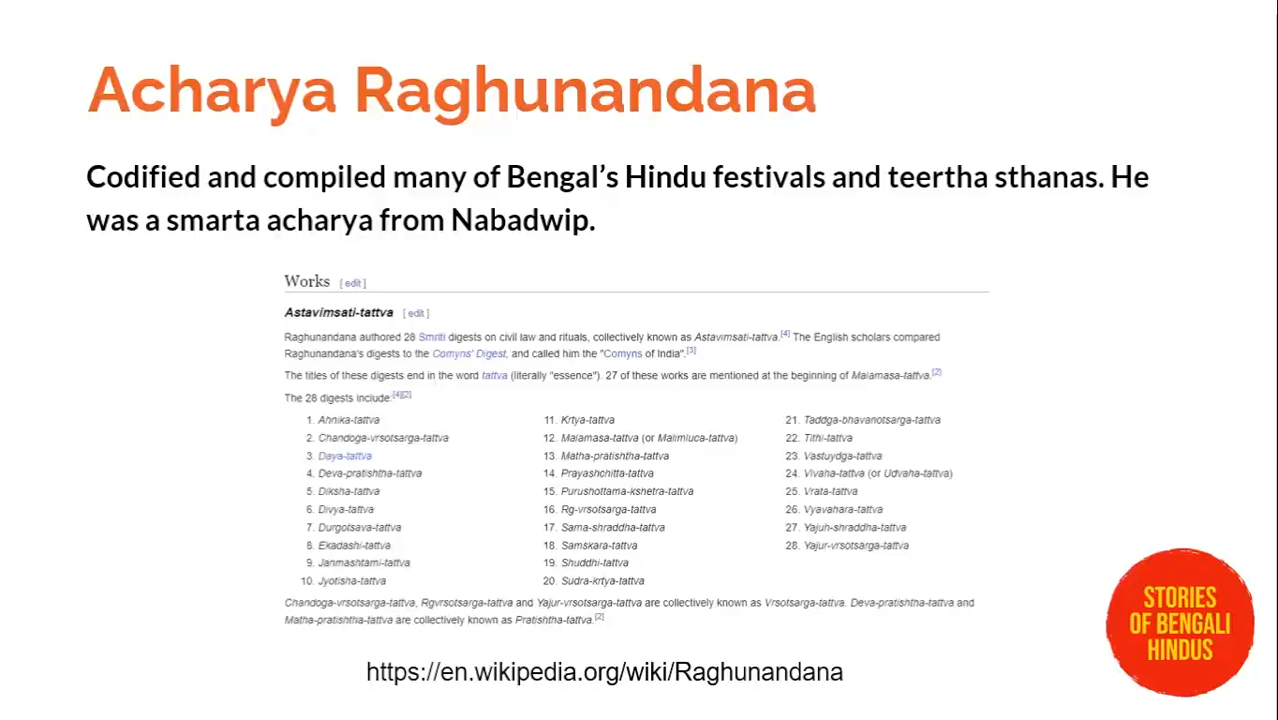 Acharya Raghunandana
Codified and compiled many of Bengal's Hindu festivals and teertha sthanas. He
was a smarta acharya from Nabadwip.
Works [ edit ]
Astavimsati-tattva [ edit ]
Raghunandana authored 28 Smriti digests on civil law and rituals, collectively known as Astavimsati-tattva.[4] The English scholars compared
Raghunandana's digests to the Comyns' Digest, and called him the "Comyns of India".[3]
The titles of these digests end in the word tattva (literally "essence"). 27 of these works are mentioned at the beginning of Malamasa-tattva.[2]
The 28 digests include:[4][2]
1. Ahnika-tattva
2. Chandoga-vrsotsarga-tattva
3. Daya-tattva
4. Deva-pratishtha-tattva
5. Diksha-tattva
6. Divya-tattva
7. Durgotsava-tattva
8. Ekadashi-tattva
9. Janmashtami-tattva
10. Jyotisha-tattva
11. Krtya-tattva
12. Malamasa-tattva (or Malimluca-tattva)
13. Matha-pratishtha-tattva
14. Prayashchitta-tattva
15. Purushottama-kshetra-tattva
16. Rg-vrsotsarga-tattva
17. Sama-shraddha-tattva
18. Samskara-tattva
19. Shuddhi-tattva
20. Sudra-krtya-tattva
21. Taddga-bhavanotsarga-tattva
22. Tithi-tattva
23. Vastuydga-tattva
24. Vivaha-tattva (or Udvaha-tattva)
25. Vrata-tattva
26. Vyavahara-tattva
27. Yajuh-shraddha-tattva
28. Yajur-vrsotsarga-tattva
Chandoga-vrsotsarga-tattva, Rgvrsotsarga-tattva and Yajur-vrsotsarga-tattva are collectively known as Vrsotsarga-tattva. Deva-pratishtha-tattva and
Matha-pratishtha-tattva are collectively known as Pratishtha-tattva.[2]
https://en.wikipedia.org/wiki/Raghunandana
STORIES
OF BENGALI
HINDUS